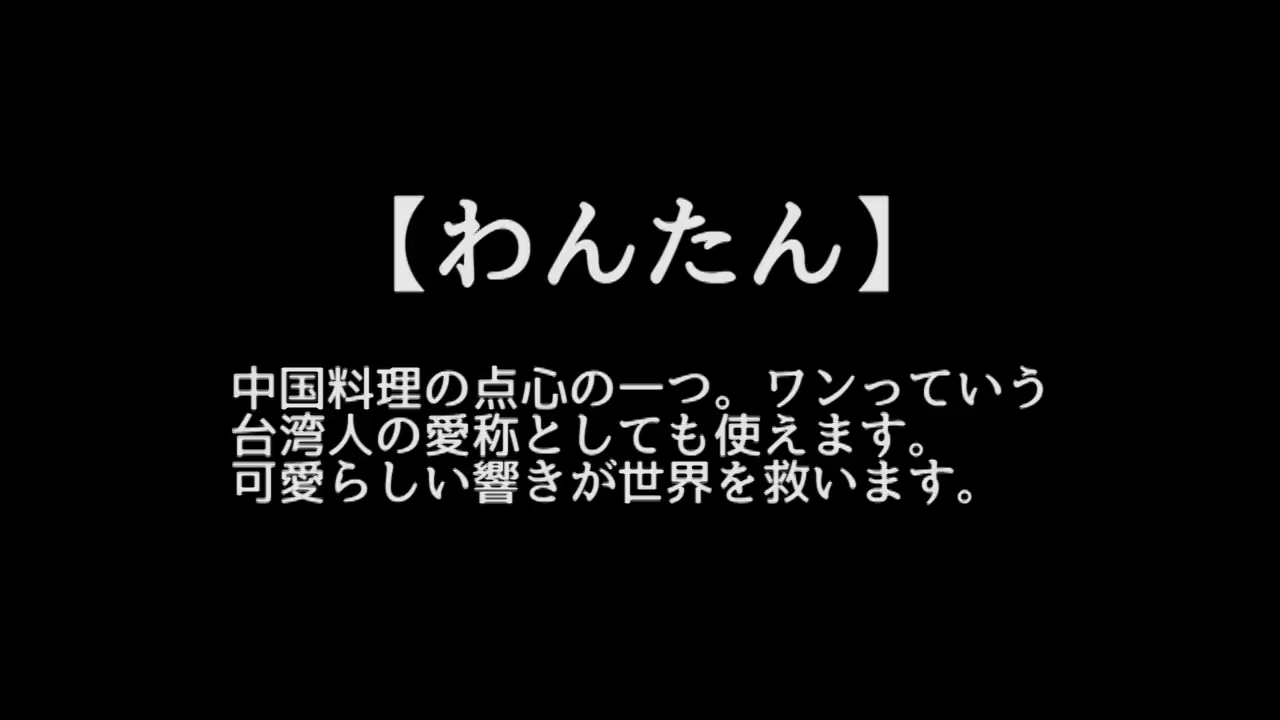 【わんたん】
中国料理の点心の一つ。ワンっていう
台湾人の愛称としても使えます。
可愛らしい響きが世界を救います。